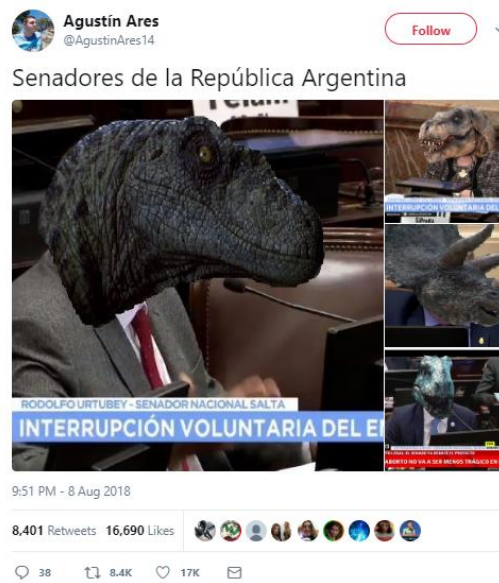 Agustín Ares
@AgustinAres14
Follow
Senadores de la República Argentina
RODOLFO URTUBEY - SENADOR NACIONAL SALTA
INTERRUPCIÓN VOLUNTARIA DEL E
INTERRUPCIÓN VOLUNTARIA DEL
ABORTO NO VA A SER MENOS TRÁGICO EN
9:51 PM - 8 Aug 2018
8,401 Retweets 16,690 Likes
38 8.4K 17K